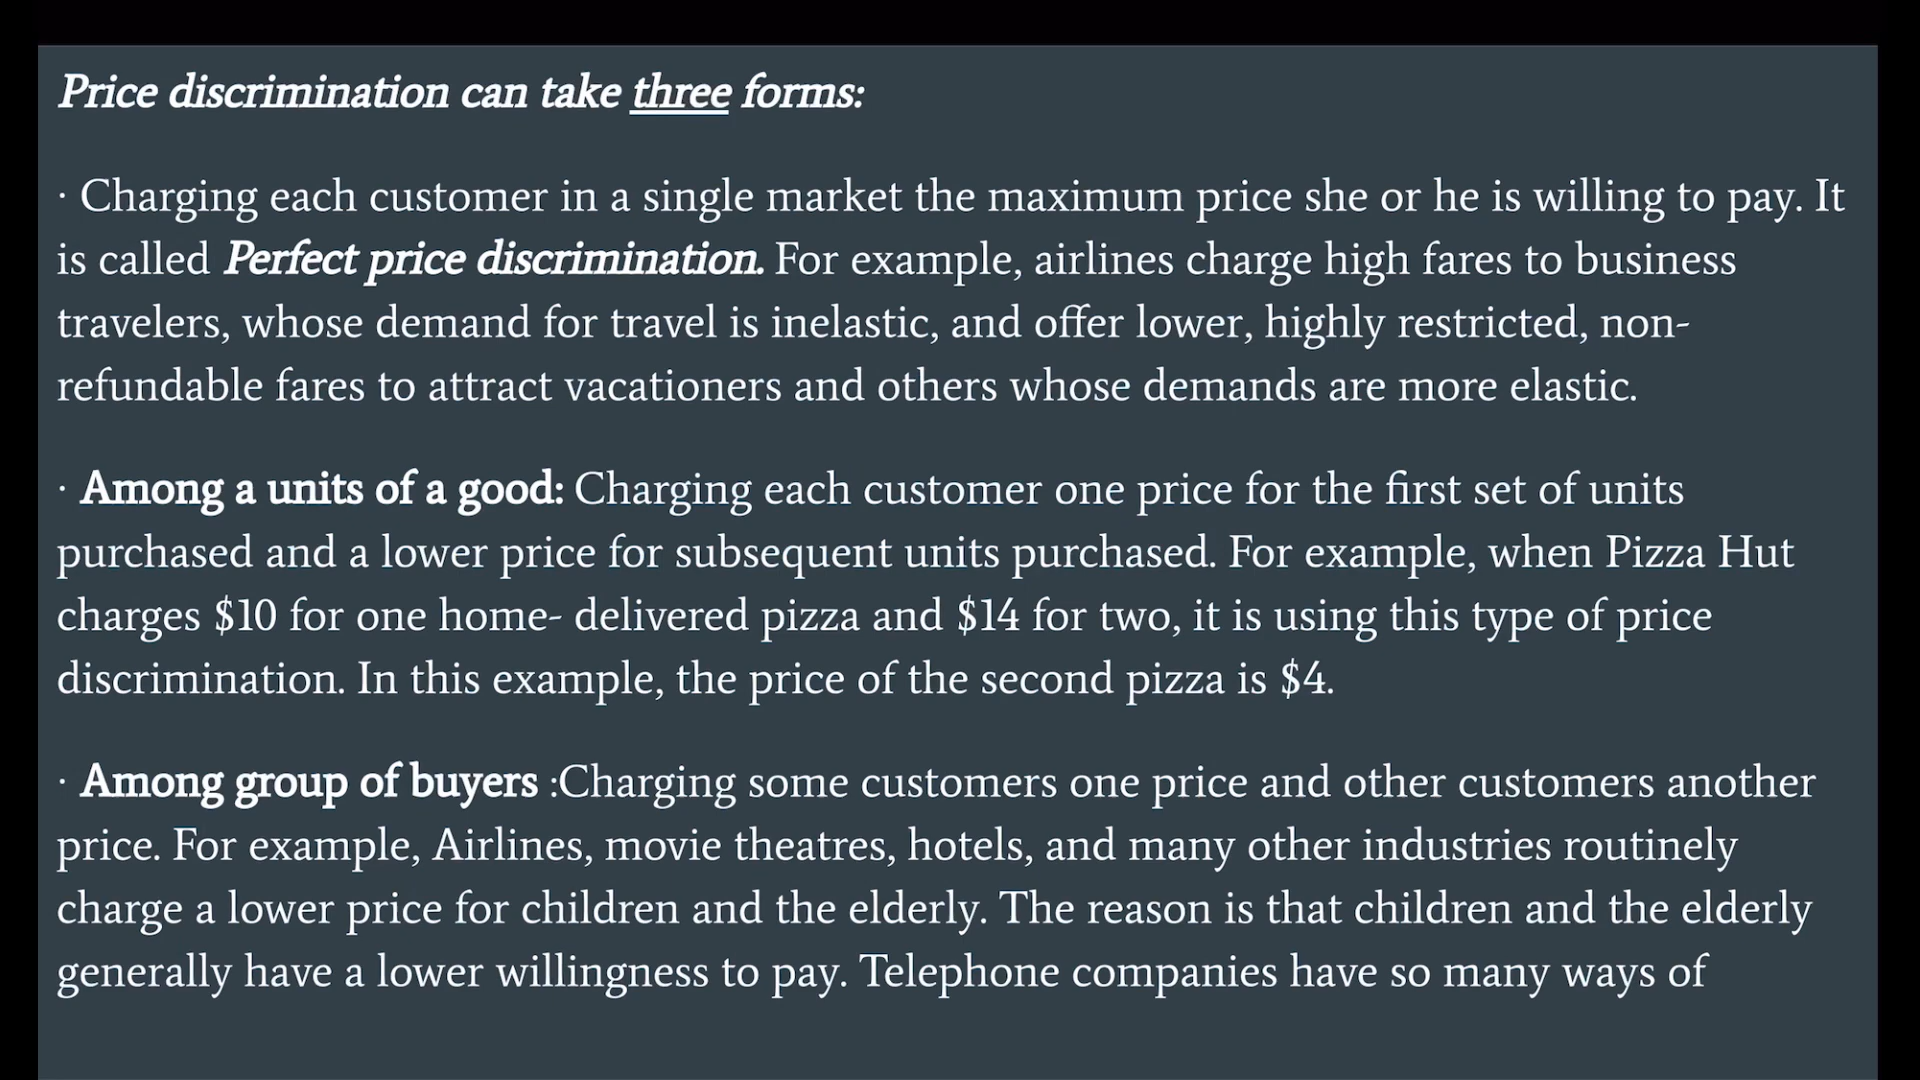 Price discrimination can take three forms:
· Charging each customer in a single market the maximum price she or he is willing to pay. It
is called Perfect price discrimination. For example, airlines charge high fares to business
travelers, whose demand for travel is inelastic, and offer lower, highly restricted, non-
refundable fares to attract vacationers and others whose demands are more elastic.
· Among a units of a good: Charging each customer one price for the first set of units
purchased and a lower price for subsequent units purchased. For example, when Pizza Hut
charges $10 for one home- delivered pizza and $14 for two, it is using this type of price
discrimination. In this example, the price of the second pizza is $4.
· Among group of buyers :Charging some customers one price and other customers another
price. For example, Airlines, movie theatres, hotels, and many other industries routinely
charge a lower price for children and the elderly. The reason is that children and the elderly
generally have a lower willingness to pay. Telephone companies have so many ways of